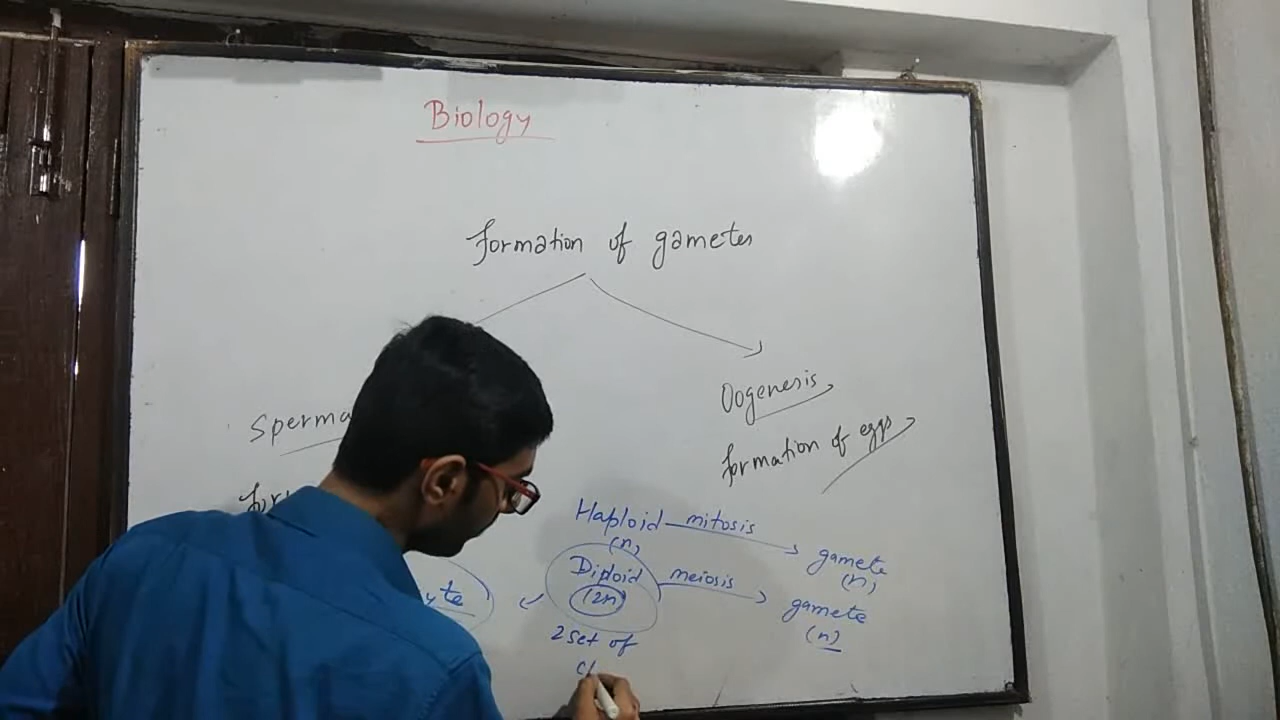 Biology
formation of gametes
Oogenesis
formation of eggs
Haploid mitosis gamete
(n) (n)
Diploid meiosis gamete
(2n) (n)
2 set of